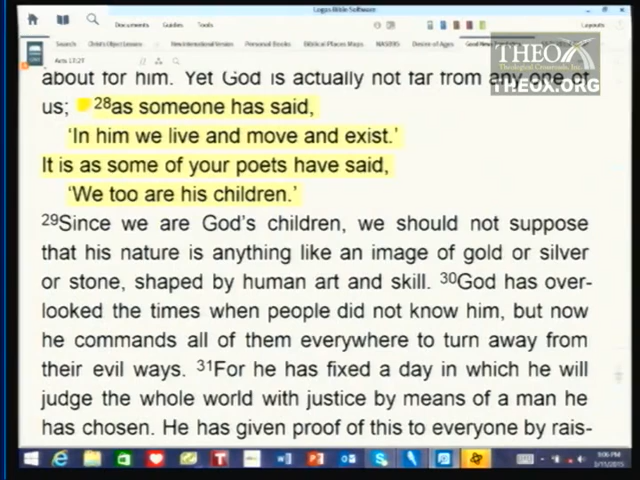 Logos Bible Software
Documents Guides Tools
Layouts
Search Child's Object Lessons New International Version Personal Books Biblical Places Maps NASB95 Desire of Ages Good News
Acts 17:27
THEOX
Theological Crossroads, Inc.
THEOX.ORG
about for him. Yet God is actually not far from any one of
us; 28as someone has said,
‘In him we live and move and exist.’
It is as some of your poets have said,
‘We too are his children.’
29Since we are God’s children, we should not suppose
that his nature is anything like an image of gold or silver
or stone, shaped by human art and skill. 30God has over-
looked the times when people did not know him, but now
he commands all of them everywhere to turn away from
their evil ways. 31For he has fixed a day in which he will
judge the whole world with justice by means of a man he
has chosen. He has given proof of this to everyone by rais-
9:06 PM